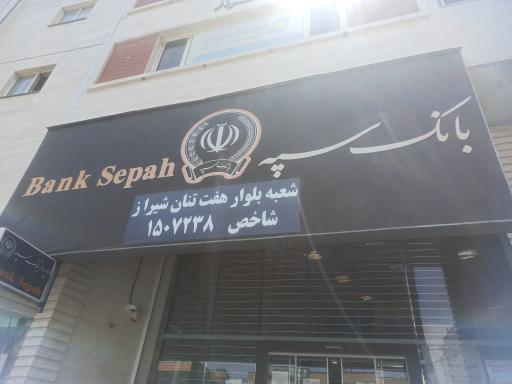 بانک سپه
Bank Sepah
شعبه بلوار هفت تنان شیراز
شاخص ۱۵۰۷۲۳۸
Bank Sepah